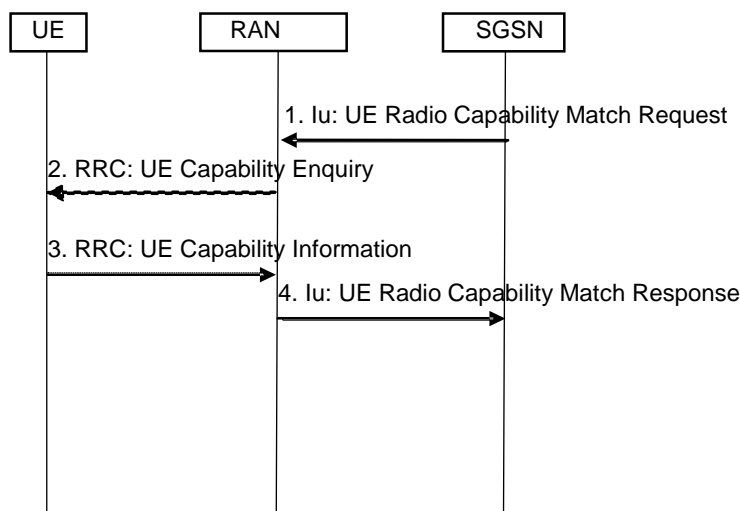 UE
RAN
SGSN
1. Iu: UE Radio Capability Match Request
2. RRC: UE Capability Enquiry
3. RRC: UE Capability Information
4. Iu: UE Radio Capability Match Response